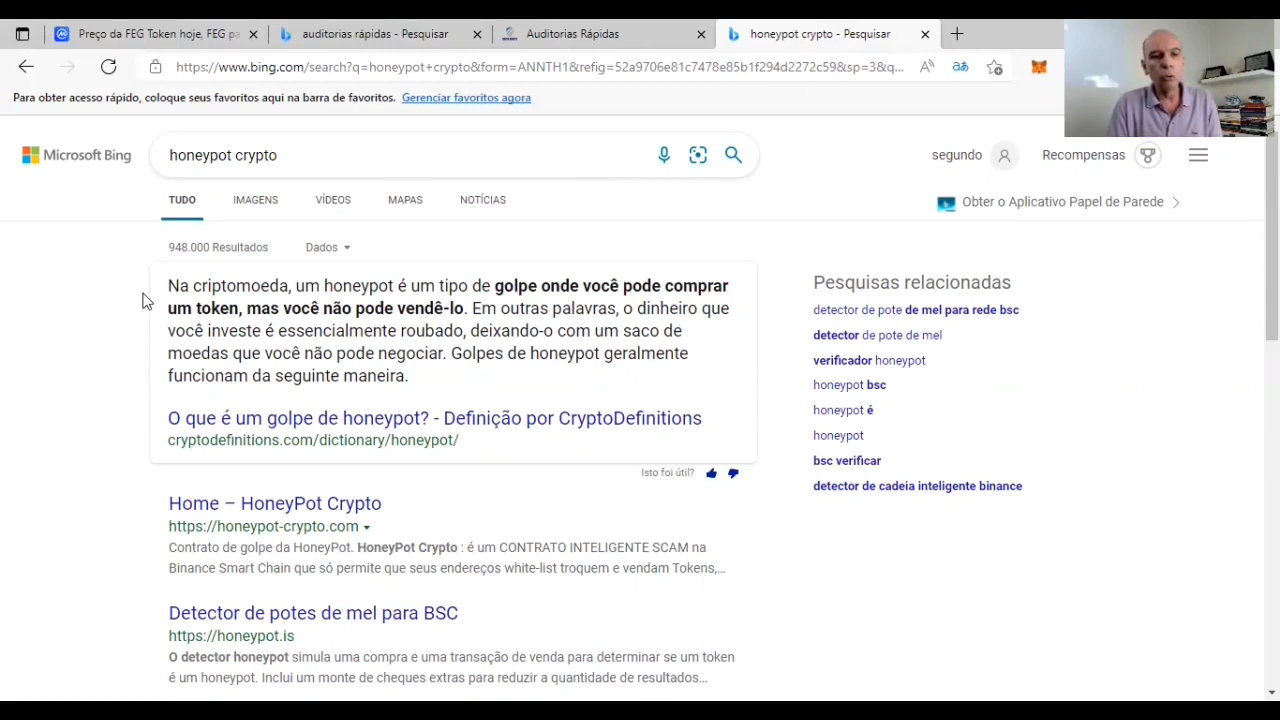 Preço da FEG Token hoje, FEG pa
auditorias rápidas - Pesquisar
Auditorias Rápidas
honeypot crypto - Pesquisar
https://www.bing.com/search?q=honeypot+crypto&form=ANNTH1&refig=52a9706e81c7478e85b1f294d2272c59&sp=3&q...
Para obter acesso rápido, coloque seus favoritos aqui na barra de favoritos. Gerenciar favoritos agora
Microsoft Bing
honeypot crypto
segundo
Recompensas
TUDO IMAGENS VÍDEOS MAPAS NOTÍCIAS
Obter o Aplicativo Papel de Parede
948.000 Resultados Dados
Na criptomoeda, um honeypot é um tipo de golpe onde você pode comprar
um token, mas você não pode vendê-lo. Em outras palavras, o dinheiro que
você investe é essencialmente roubado, deixando-o com um saco de
moedas que você não pode negociar. Golpes de honeypot geralmente
funcionam da seguinte maneira.
O que é um golpe de honeypot? - Definição por CryptoDefinitions
cryptodefinitions.com/dictionary/honeypot/
Isto foi útil?
Home – HoneyPot Crypto
https://honeypot-crypto.com
Contrato de golpe da HoneyPot. HoneyPot Crypto : é um CONTRATO INTELIGENTE SCAM na
Binance Smart Chain que só permite que seus endereços white-list troquem e vendam Tokens,...
Detector de potes de mel para BSC
https://honeypot.is
O detector honeypot simula uma compra e uma transação de venda para determinar se um token
é um honeypot. Inclui um monte de cheques extras para reduzir a quantidade de resultados...
Pesquisas relacionadas
detector de pote de mel para rede bsc
detector de pote de mel
verificador honeypot
honeypot bsc
honeypot é
honeypot
bsc verificar
detector de cadeia inteligente binance